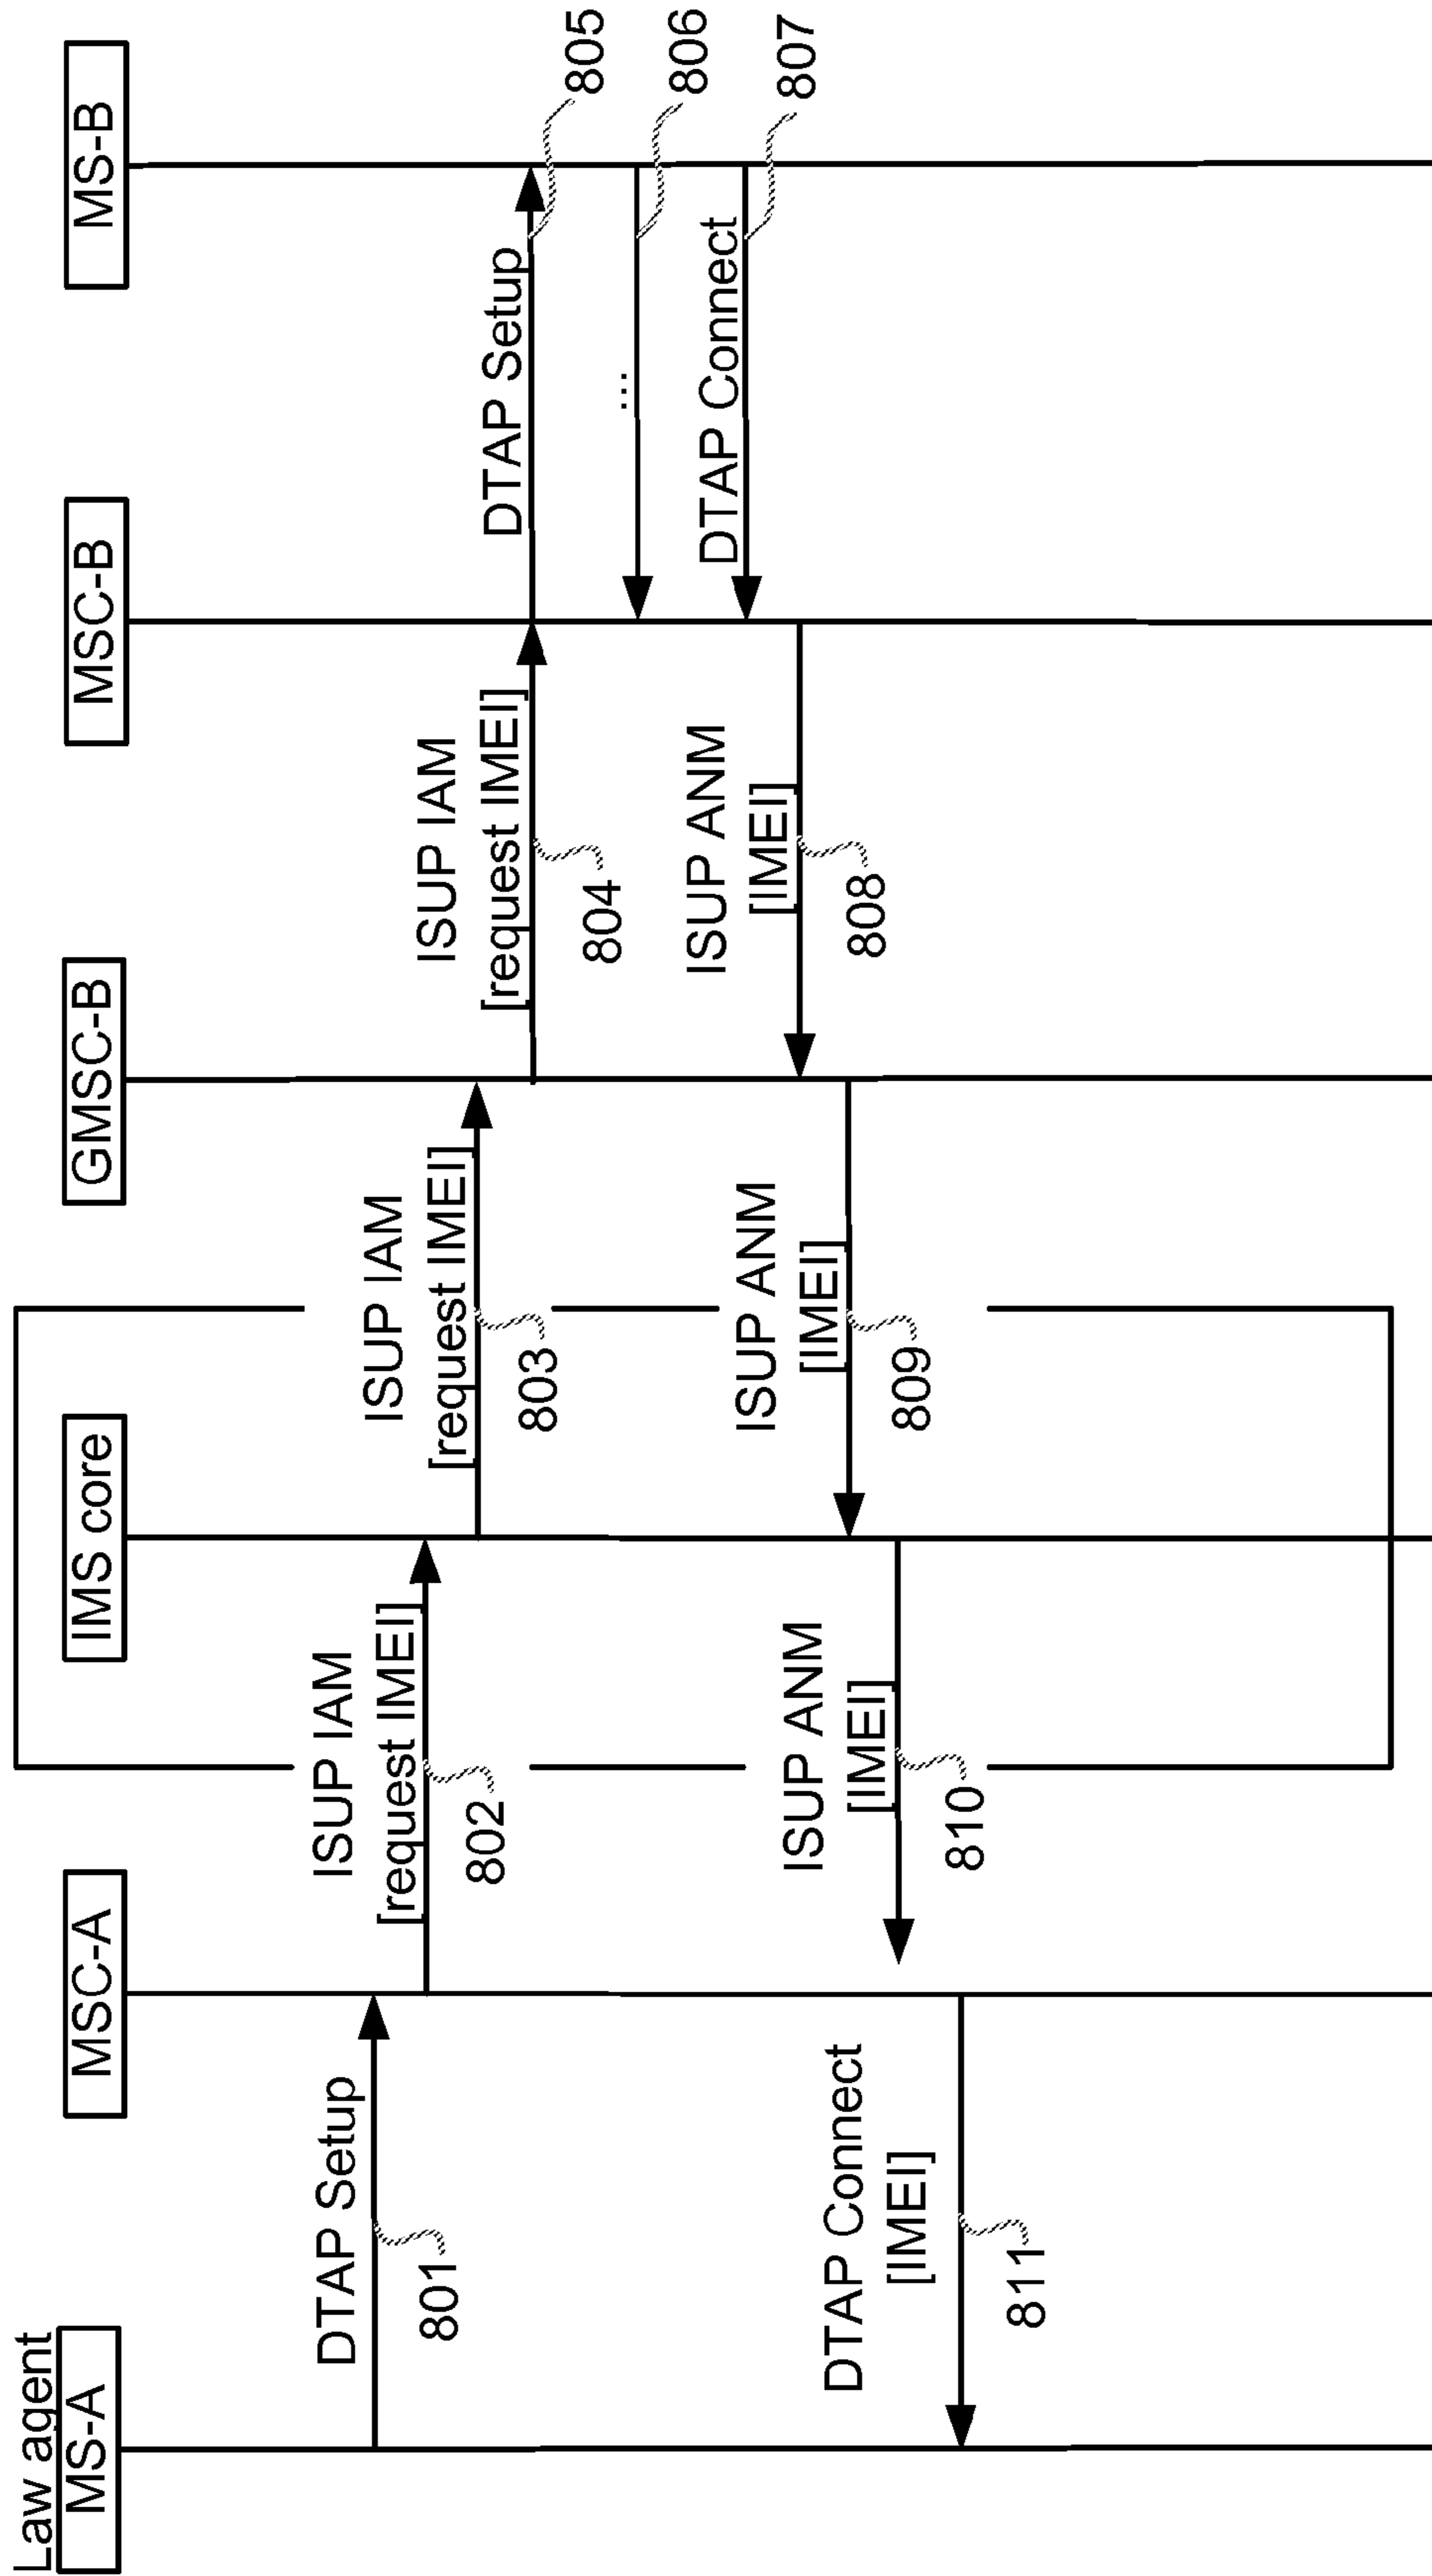 Law agent
MS-A
MSC-A
IMS core
GMSC-B
MSC-B
MS-B
DTAP Setup
801
ISUP IAM
[request IMEI]
802
ISUP IAM
[request IMEI]
803
ISUP IAM
[request IMEI]
804
DTAP Setup
805
...
806
DTAP Connect
807
ISUP ANM
[IMEI]
808
ISUP ANM
[IMEI]
809
ISUP ANM
[IMEI]
810
DTAP Connect
[IMEI]
811